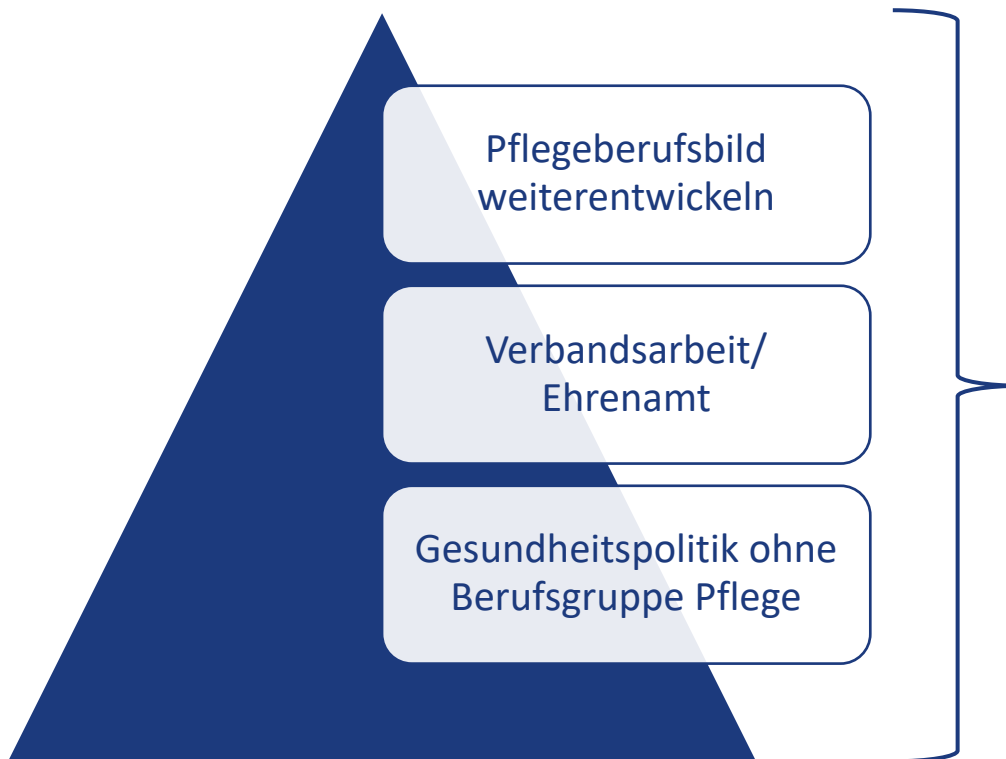 Pflegeberufsbild
weiterentwickeln
Verbandsarbeit/
Ehrenamt
Gesundheitspolitik ohne
Berufsgruppe Pflege